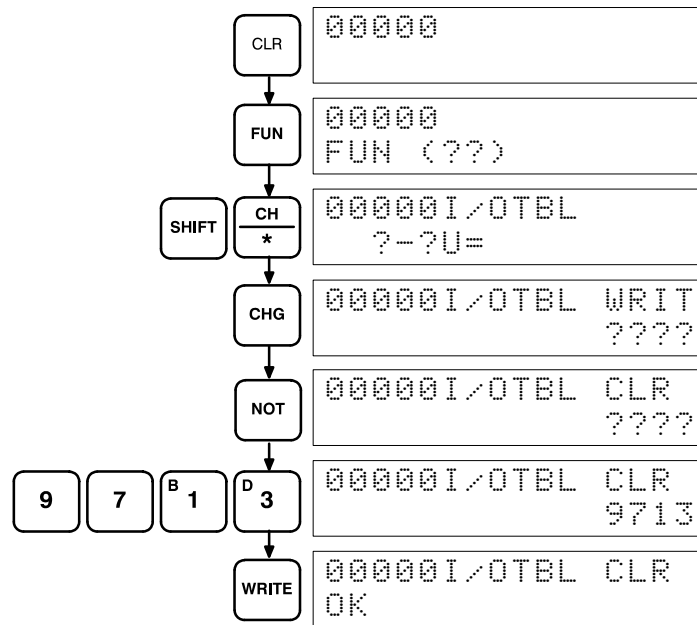 CLR
00000
FUN
00000
FUN (??)
SHIFT
CH
*
00000I/OTBL
?-?U=
CHG
00000I/OTBL WRIT
????
NOT
00000I/OTBL CLR
????
9
7
B 1
D 3
00000I/OTBL CLR
9713
WRITE
00000I/OTBL CLR
OK